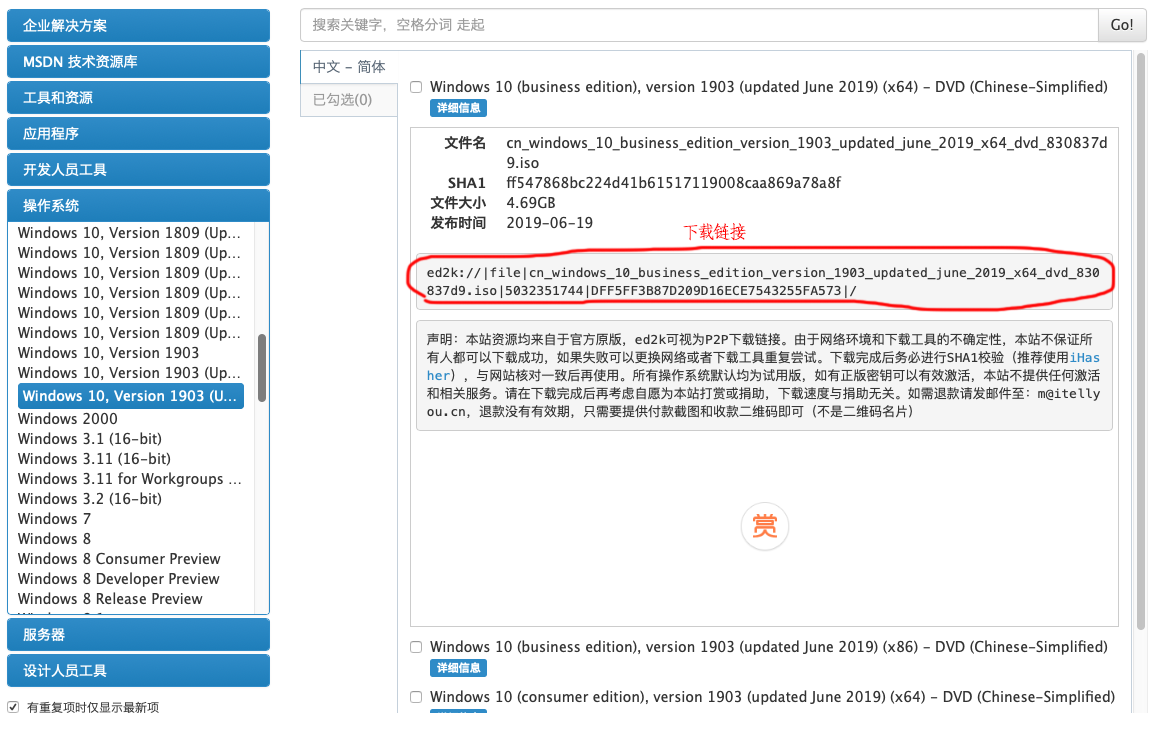 企业解决方案
MSDN 技术资源库
工具和资源
应用程序
开发人员工具
操作系统
Windows 10, Version 1809 (Up...
Windows 10, Version 1809 (Up...
Windows 10, Version 1809 (Up...
Windows 10, Version 1809 (Up...
Windows 10, Version 1809 (Up...
Windows 10, Version 1809 (Up...
Windows 10, Version 1903
Windows 10, Version 1903 (Up...
Windows 10, Version 1903 (U...
Windows 2000
Windows 3.1 (16-bit)
Windows 3.11 (16-bit)
Windows 3.11 for Workgroups ...
Windows 3.2 (16-bit)
Windows 7
Windows 8
Windows 8 Consumer Preview
Windows 8 Developer Preview
Windows 8 Release Preview
服务器
设计人员工具
有重复项时仅显示最新项
搜索关键字，空格分词 走起
Go!
中文 - 简体
已勾选(0)
Windows 10 (business edition), version 1903 (updated June 2019) (x64) - DVD (Chinese-Simplified)
详细信息
文件名 cn_windows_10_business_edition_version_1903_updated_june_2019_x64_dvd_830837d
9.iso
SHA1 ff547868bc224d41b61517119008caa869a78a8f
文件大小 4.69GB
发布时间 2019-06-19
下载链接
ed2k://|file|cn_windows_10_business_edition_version_1903_updated_june_2019_x64_dvd_830
837d9.iso|5032351744|DFF5FF3B87D209D16ECE7543255FA573|/
声明：本站资源均来自于官方原版，ed2k可视为P2P下载链接。由于网络环境和下载工具的不确定性，本站不保证所
有人都可以下载成功，如果失败可以更换网络或者下载工具重复尝试。下载完成后务必进行SHA1校验（推荐使用iHas
her），与网站核对一致后再使用。所有操作系统默认均为试用版，如有正版密钥可以有效激活，本站不提供任何激活
和相关服务。请在下载完成后再考虑自愿为本站打赏或捐助，下载速度与捐助无关。如需退款请发邮件至：m@itelly
ou.cn，退款没有有效期，只需要提供付款截图和收款二维码即可（不是二维码名片）
赏
Windows 10 (business edition), version 1903 (updated June 2019) (x86) - DVD (Chinese-Simplified)
详细信息
Windows 10 (consumer edition), version 1903 (updated June 2019) (x64) - DVD (Chinese-Simplified)